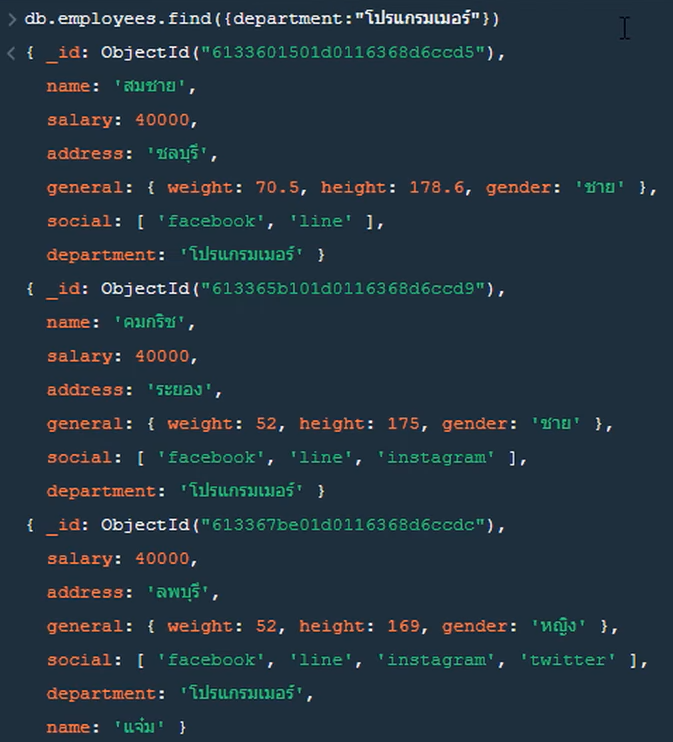 > db.employees.find({department:"โปรแกรมเมอร์"})
< { _id: ObjectId("6133601501d0116368d6ccd5"),
name: 'สมชาย',
salary: 40000,
address: 'ชลบุรี',
general: { weight: 70.5, height: 178.6, gender: 'ชาย' },
social: [ 'facebook', 'line' ],
department: 'โปรแกรมเมอร์' }
{ _id: ObjectId("613365b101d0116368d6ccd9"),
name: 'คมกริช',
salary: 40000,
address: 'ระยอง',
general: { weight: 52, height: 175, gender: 'ชาย' },
social: [ 'facebook', 'line', 'instagram' ],
department: 'โปรแกรมเมอร์' }
{ _id: ObjectId("613367be01d0116368d6ccdc"),
salary: 40000,
address: 'ลพบุรี',
general: { weight: 52, height: 169, gender: 'หญิง' },
social: [ 'facebook', 'line', 'instagram', 'twitter' ],
department: 'โปรแกรมเมอร์',
name: 'แจ๋ม' }